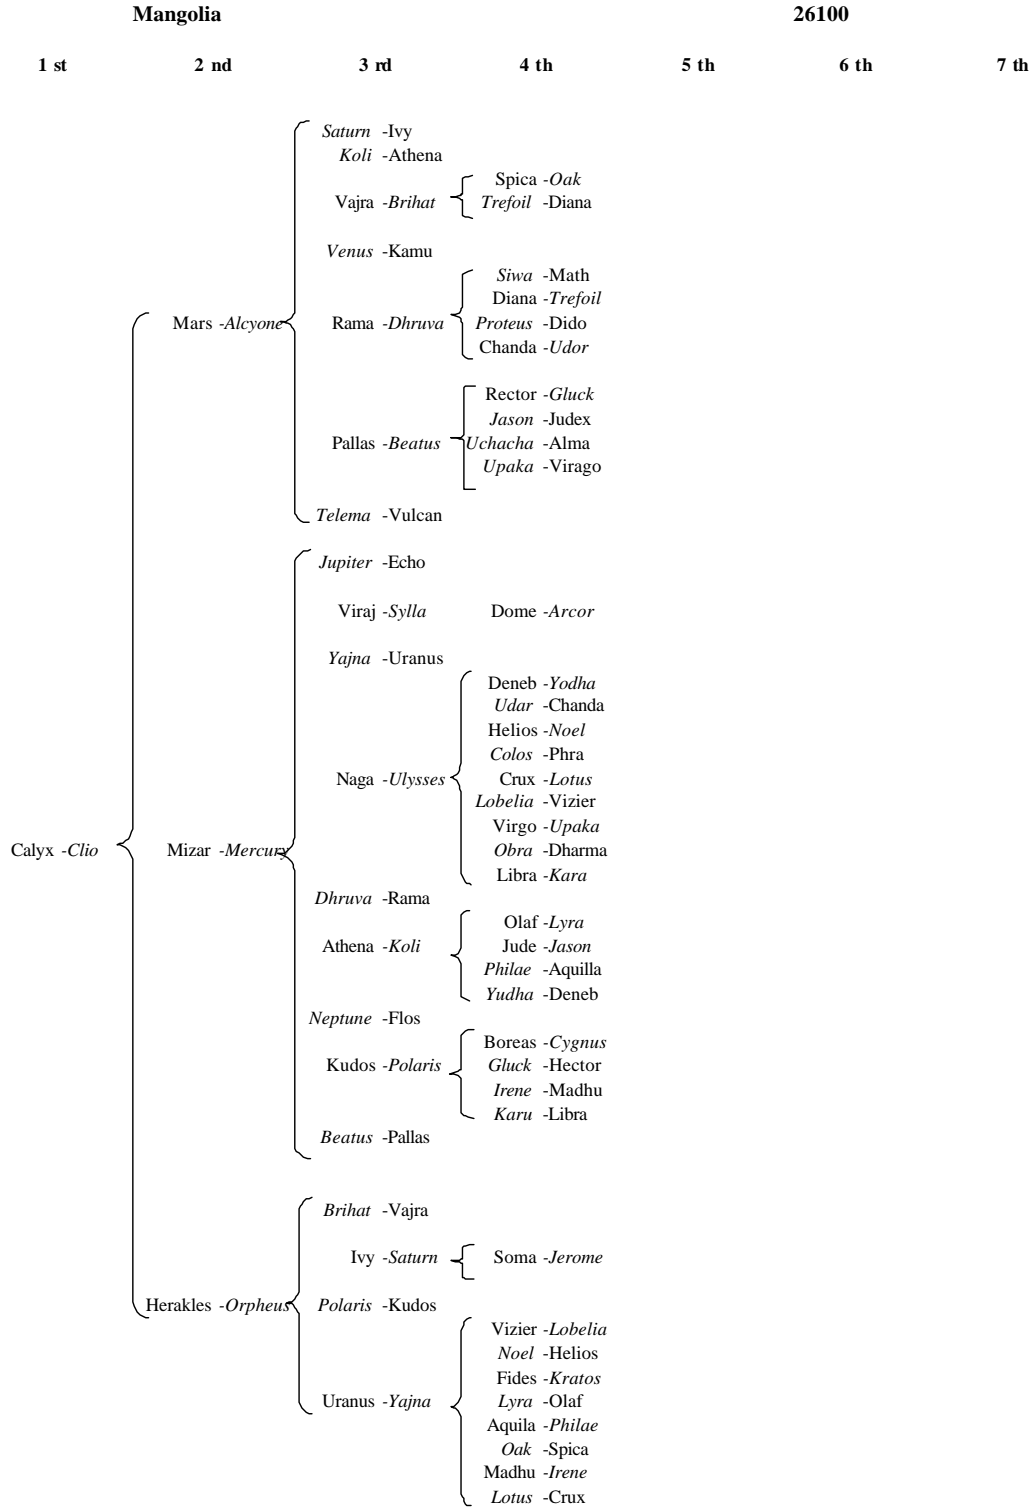 Mangolia 26100
1 st 2 nd 3 rd 4 th 5 th 6 th 7 th
Saturn -Ivy
Koli -Athena
Spica -Oak
Vajra -Brihat Trefoil -Diana
Venus -Kamu
Siwa -Math
Diana -Trefoil
Mars -Alcyone Rama -Dhruva Proteus -Dido
Chanda -Udor
Rector -Gluck
Jason -Judex
Pallas -Beatus Uchacha -Alma
Upaka -Virago
Telema -Vulcan
Jupiter -Echo
Viraj -Sylla Dome -Arcor
Yajna -Uranus
Deneb -Yodha
Udar -Chanda
Helios -Noel
Colos -Phra
Naga -Ulysses Crux -Lotus
Lobelia -Vizier
Virgo -Upaka
Calyx -Clio Mizar -Mercury Obra -Dharma
Libra -Kara
Dhruva -Rama
Olaf -Lyra
Athena -Koli Jude -Jason
Philae -Aquilla
Yudha -Deneb
Neptune -Flos
Boreas -Cygnus
Kudos -Polaris Gluck -Hector
Irene -Madhu
Karu -Libra
Beatus -Pallas
Brihat -Vajra
Ivy -Saturn Soma -Jerome
Herakles -Orpheus Polaris -Kudos
Vizier -Lobelia
Noel -Helios
Fides -Kratos
Uranus -Yajna Lyra -Olaf
Aquila -Philae
Oak -Spica
Madhu -Irene
Lotus -Crux